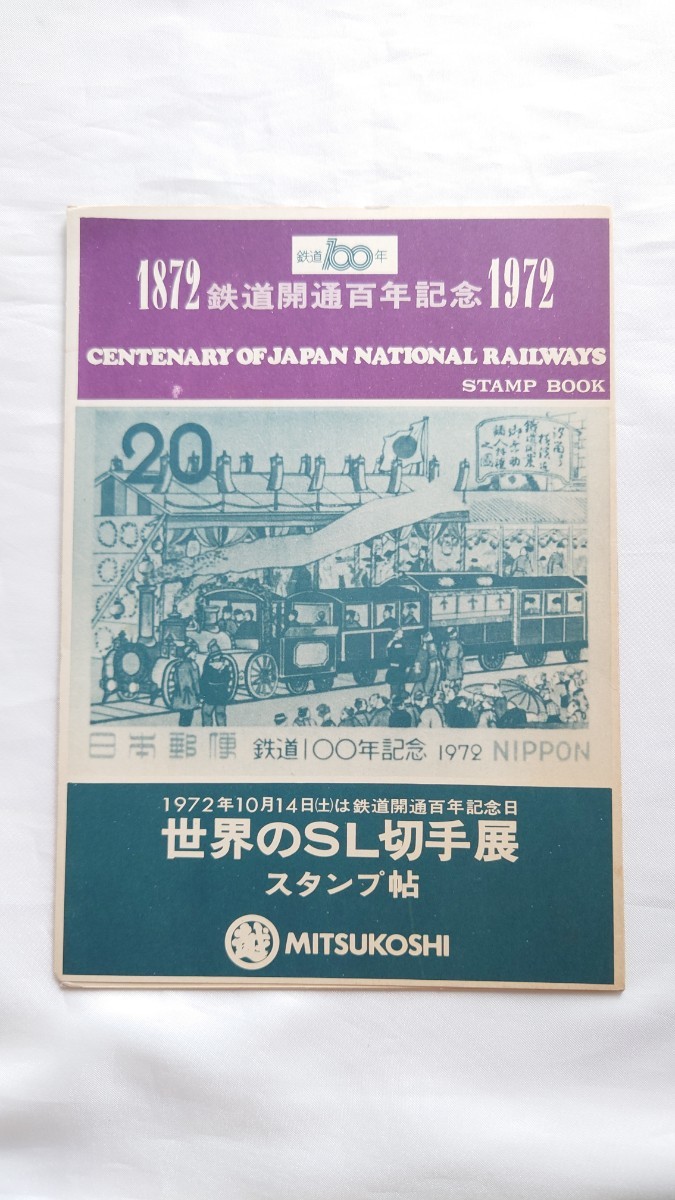 鉄道100年
1872 鉄道開通百年記念 1972
CENTENARY OF JAPAN NATIONAL RAILWAYS
STAMP BOOK
20
日本郵便 鉄道100年記念 1972 NIPPON
1972年10月14日(土)は鉄道開通百年記念日
世界のSL切手展
スタンプ帖
越 MITSUKOSHI